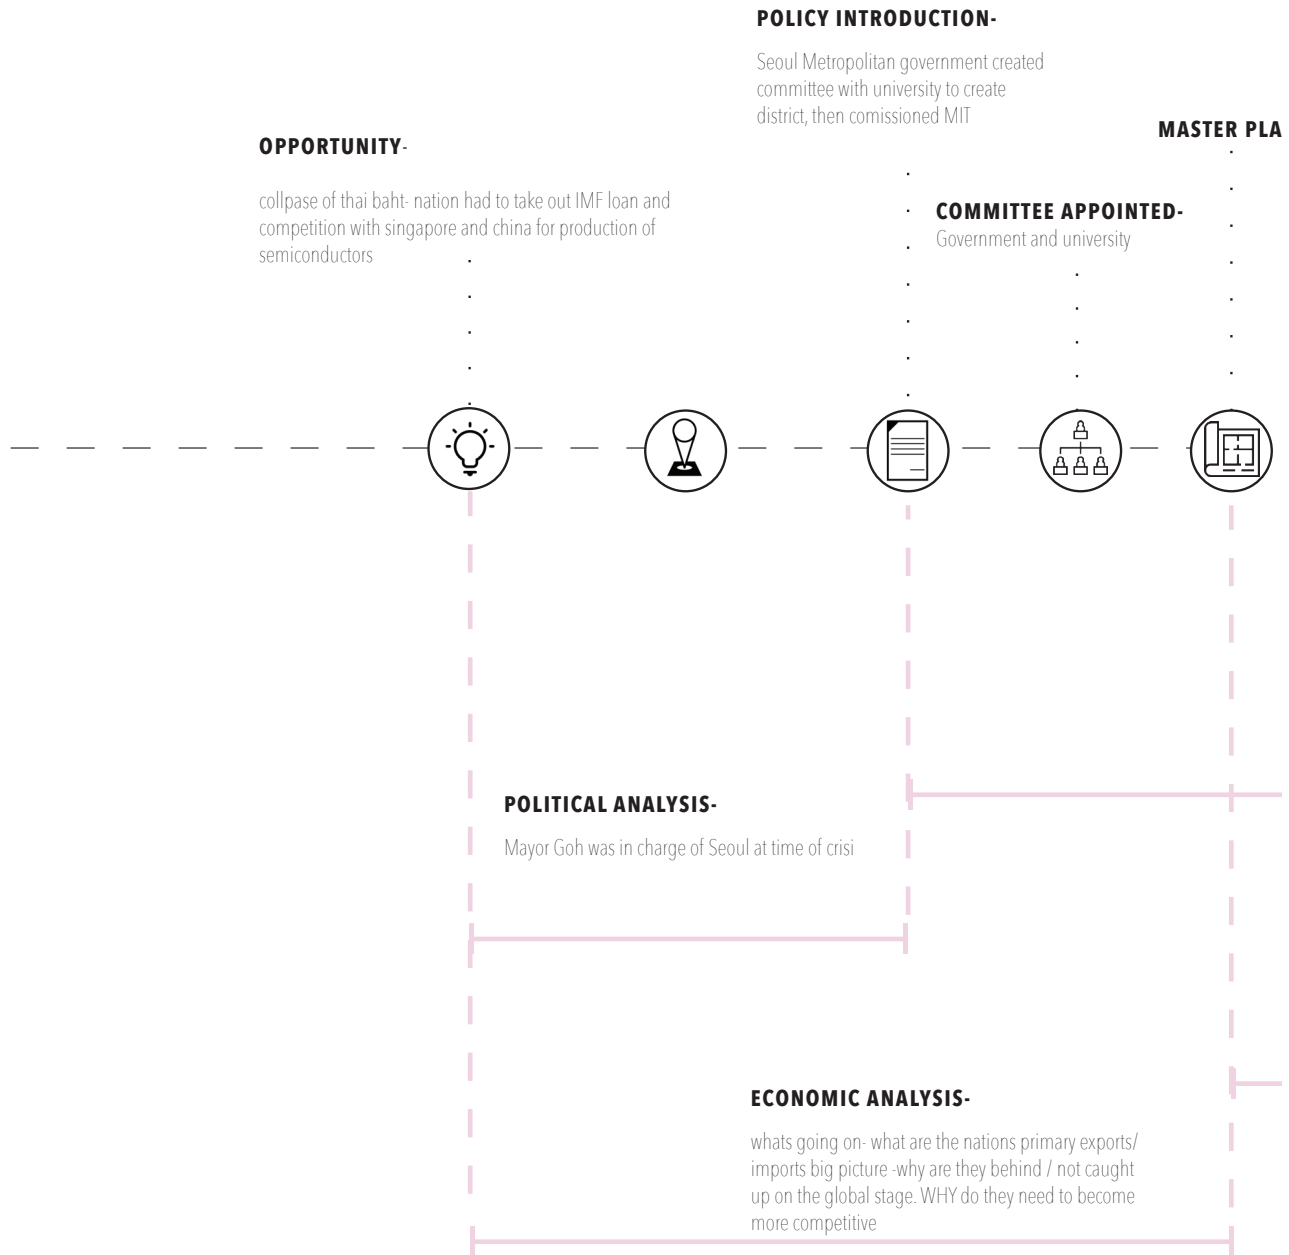 POLICY INTRODUCTION-
Seoul Metropolitan government created
committee with university to create
district, then comissioned MIT
MASTER PLA
OPPORTUNITY-
collpase of thai baht- nation had to take out IMF loan and
competition with singapore and china for production of
semiconductors
COMMITTEE APPOINTED-
Government and university
POLITICAL ANALYSIS-
Mayor Goh was in charge of Seoul at time of crisi
ECONOMIC ANALYSIS-
whats going on- what are the nations primary exports/
imports big picture -why are they behind / not caught
up on the global stage. WHY do they need to become
more competitive